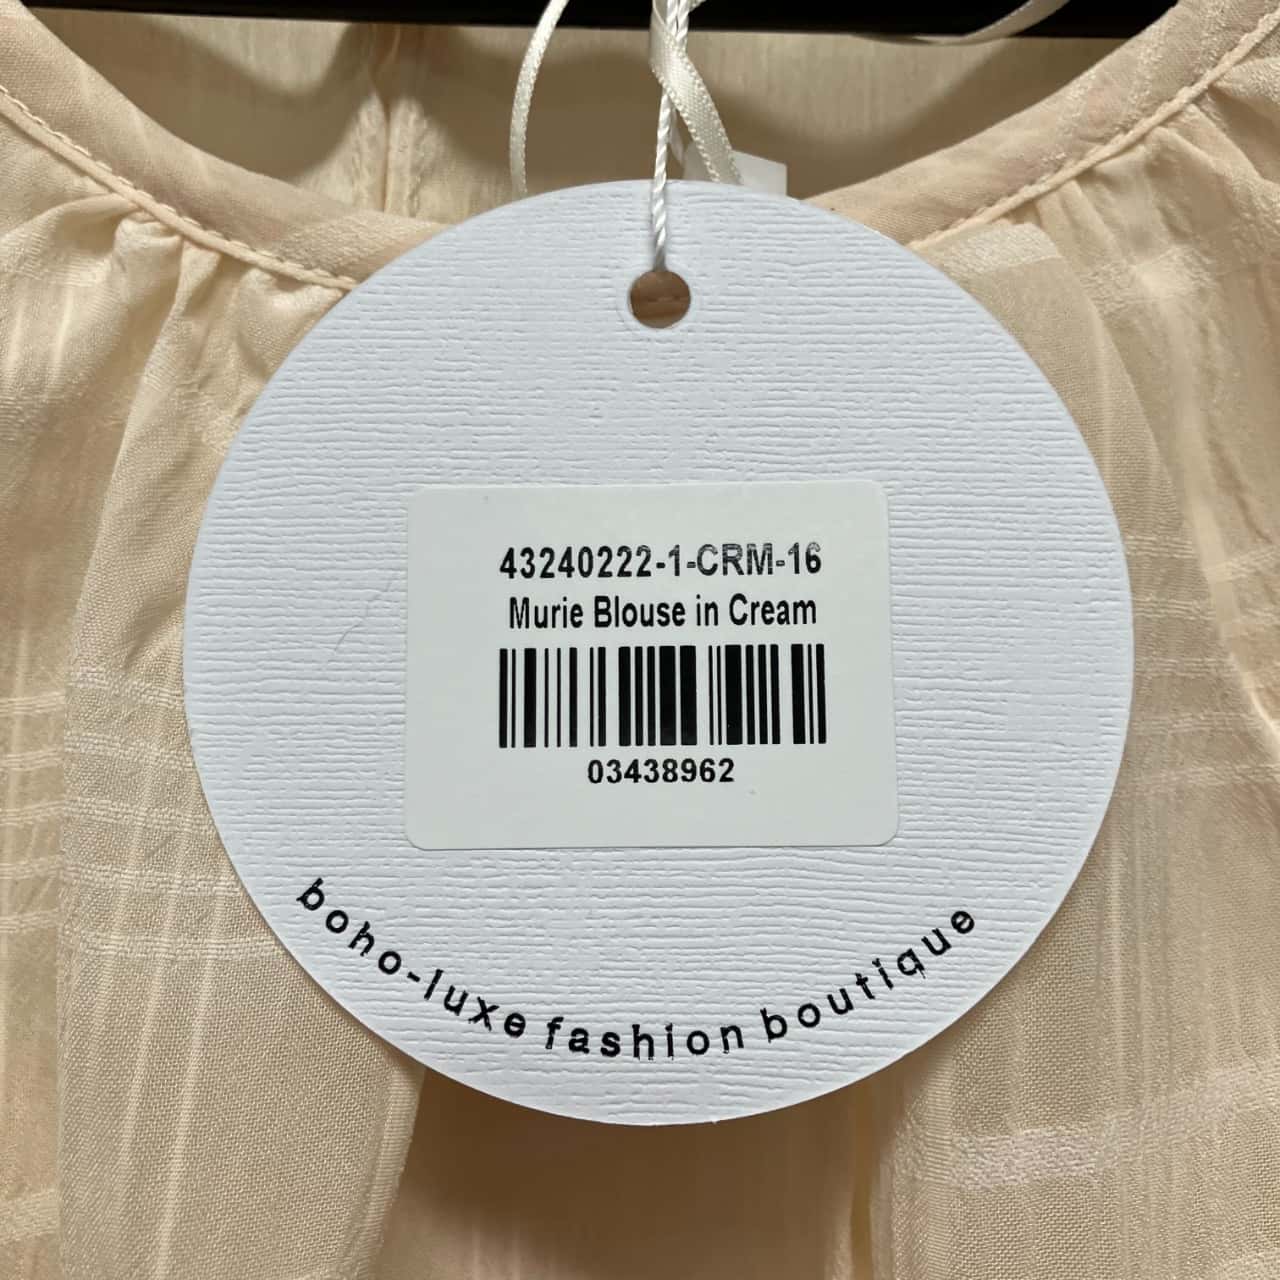 43240222-1-CRM-16
Murie Blouse in Cream
03438962
boho-luxe fashion boutique